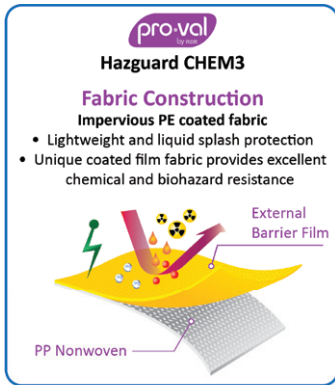 pro·val
by RCR
Hazguard CHEM3
Fabric Construction
Impervious PE coated fabric
• Lightweight and liquid splash protection
• Unique coated film fabric provides excellent
chemical and biohazard resistance
External
Barrier Film
PP Nonwoven